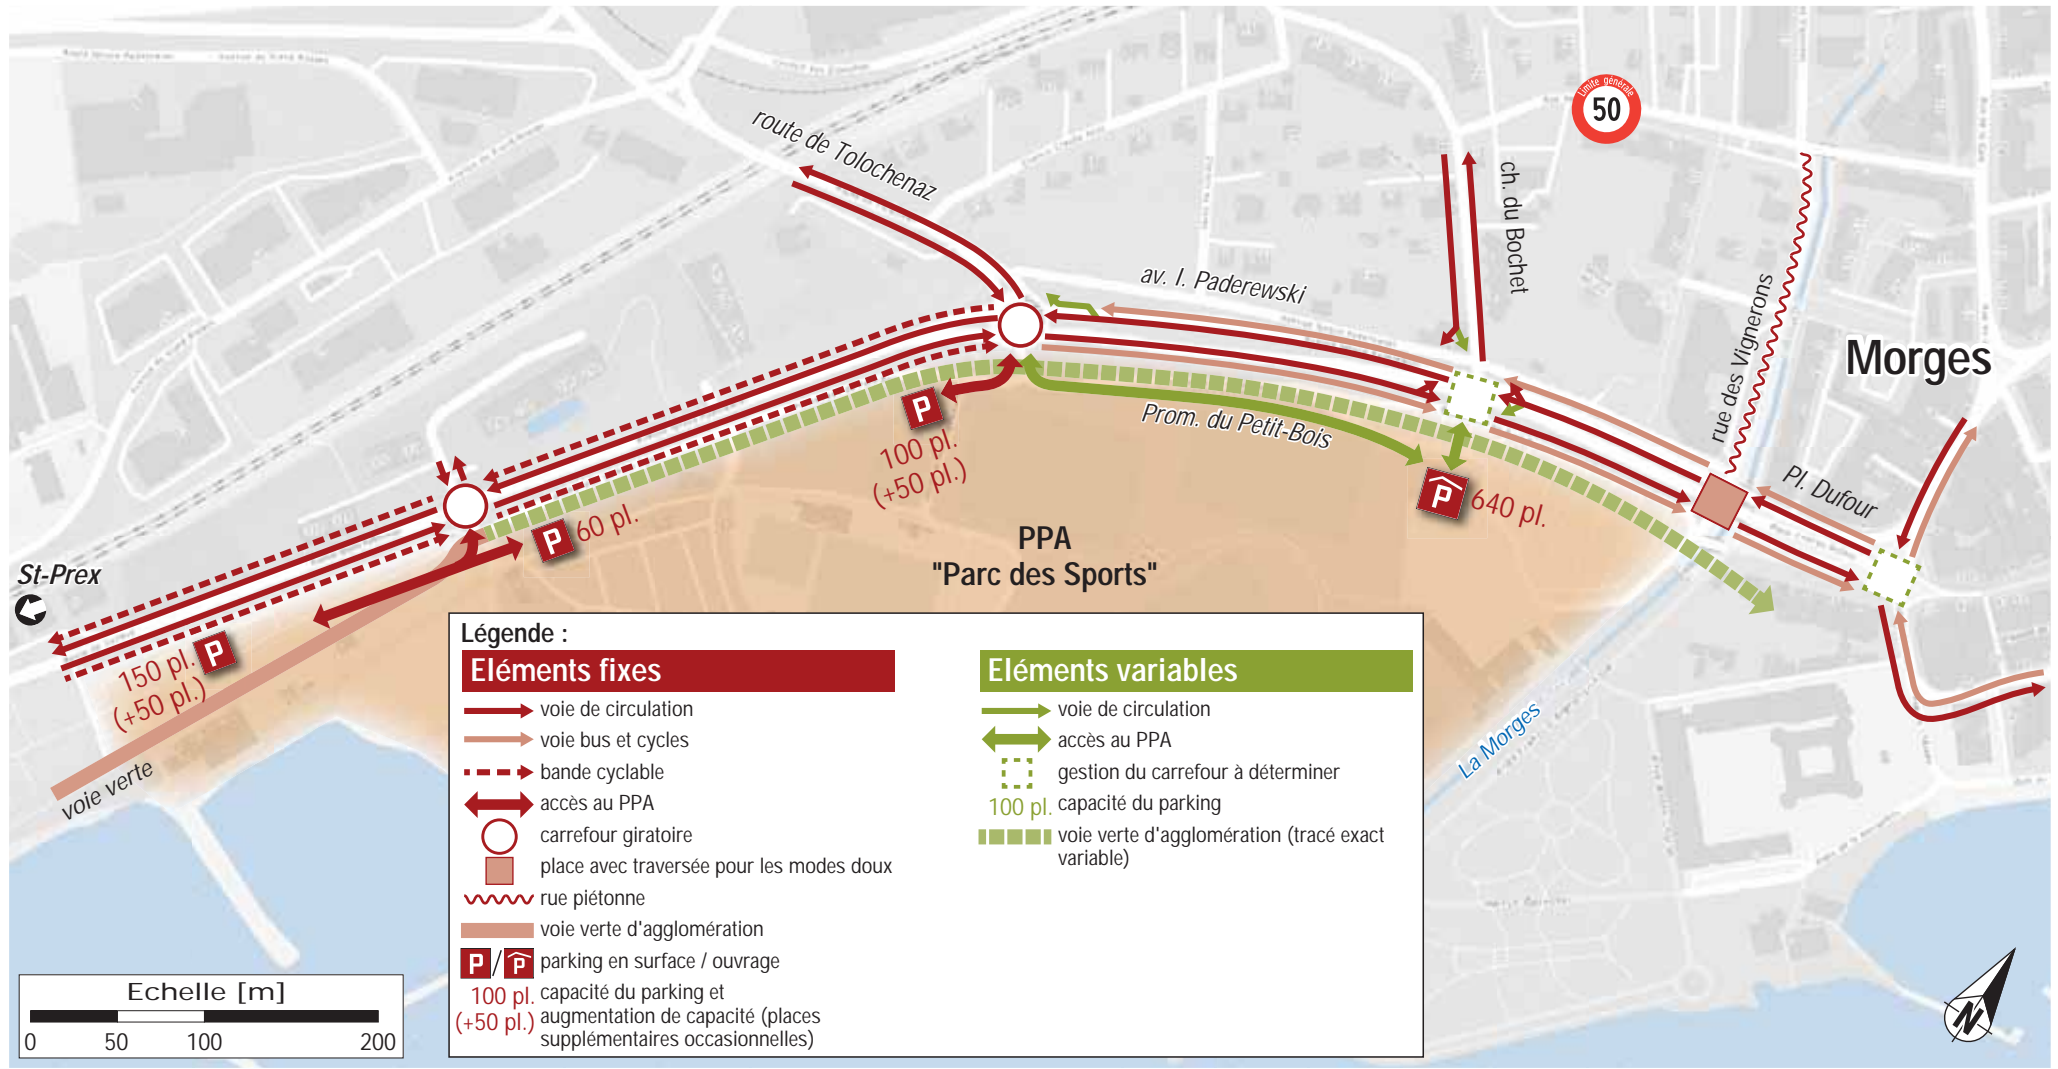 Limite générale
50
route de Tolochenaz
ch. du Bochet
av. I. Paderewski
rue des Vignerons
Morges
Prom. du Petit-Bois
Pl. Dufour
P
100 pl.
(+50 pl.)
P
640 pl.
P
60 pl.
PPA
"Parc des Sports"
St-Prex
150 pl.
P
(+50 pl.)
voie verte
La Morges
Légende :
Eléments fixes
voie de circulation
voie bus et cycles
bande cyclable
accès au PPA
carrefour giratoire
place avec traversée pour les modes doux
rue piétonne
voie verte d'agglomération
P / P parking en surface / ouvrage
100 pl. capacité du parking et
(+50 pl.) augmentation de capacité (places
supplémentaires occasionnelles)
Eléments variables
voie de circulation
accès au PPA
gestion du carrefour à déterminer
100 pl. capacité du parking
voie verte d'agglomération (tracé exact
variable)
Echelle [m]
0 50 100 200
N